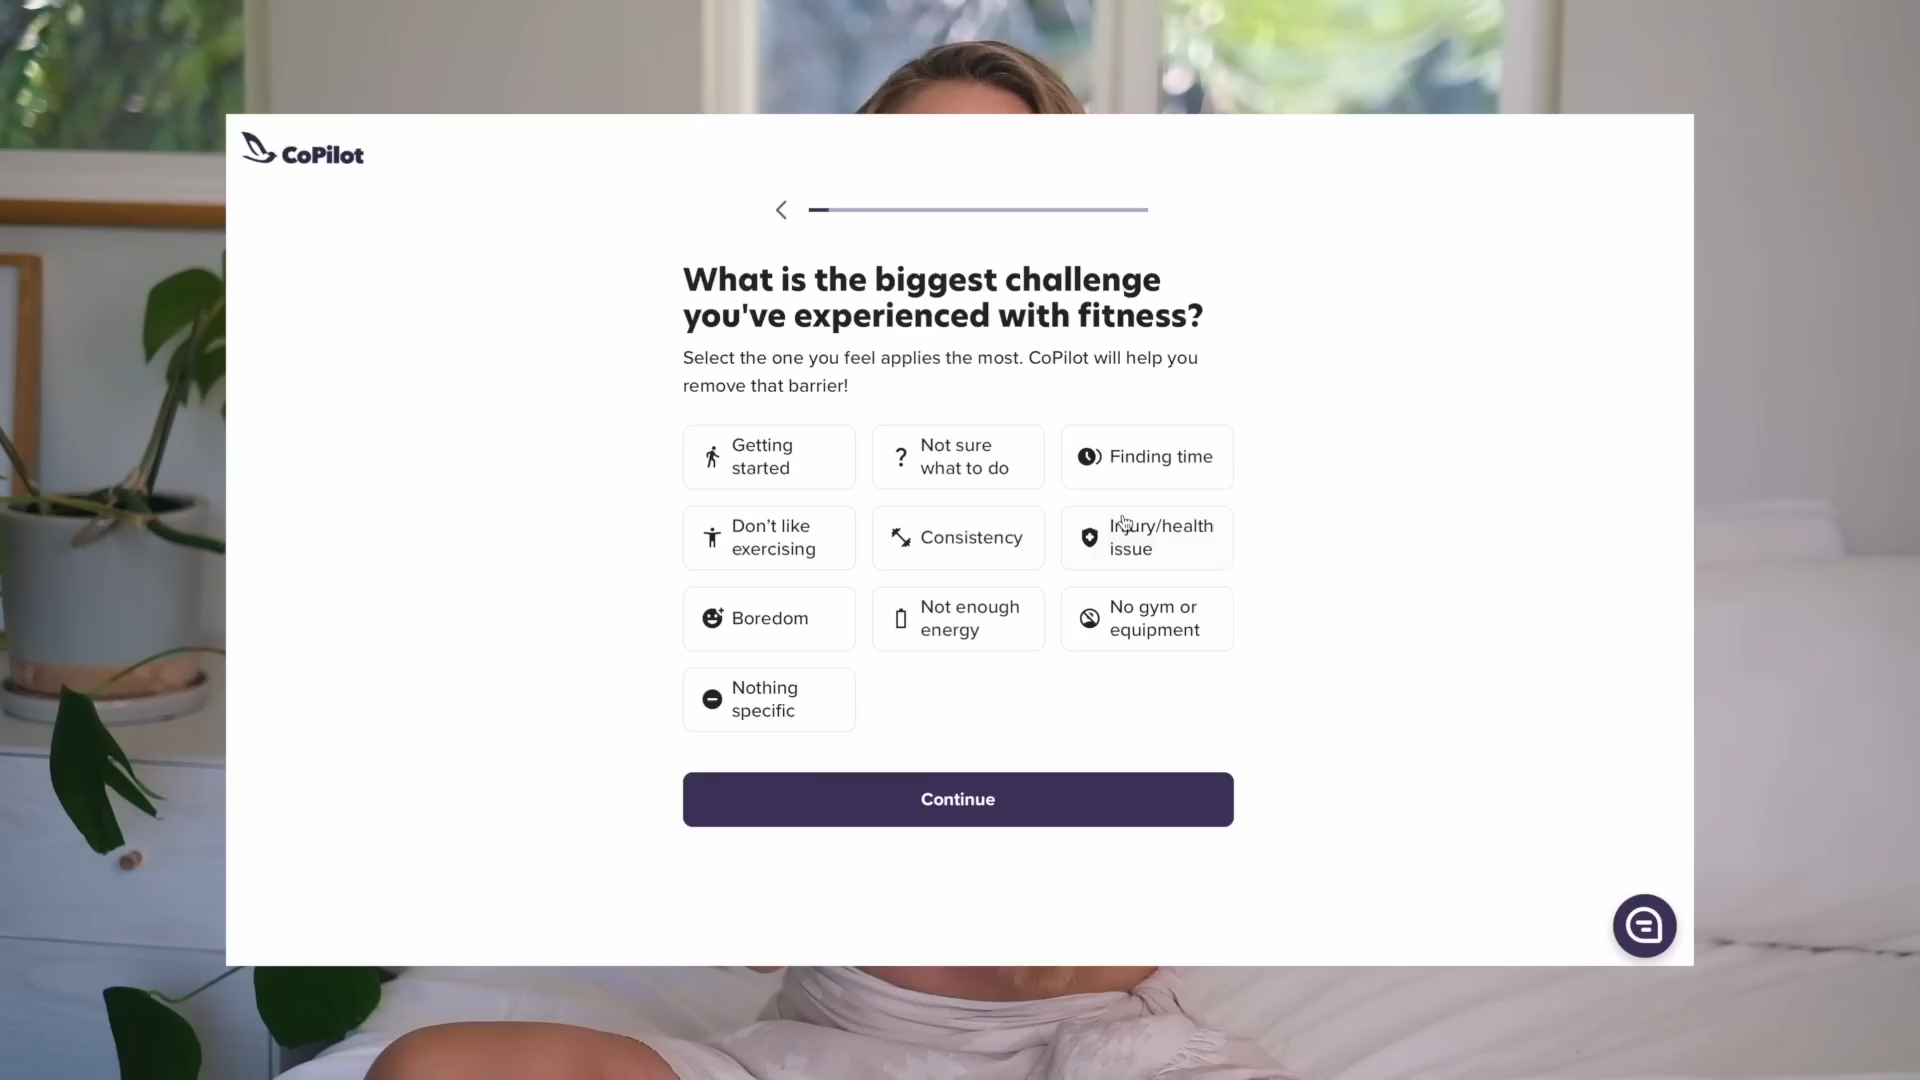 CoPilot
What is the biggest challenge
you've experienced with fitness?
Select the one you feel applies the most. CoPilot will help you
remove that barrier!
Getting
started
Not sure
what to do
Finding time
Don’t like
exercising
Consistency
Injury/health
issue
Boredom
Not enough
energy
No gym or
equipment
Nothing
specific
Continue